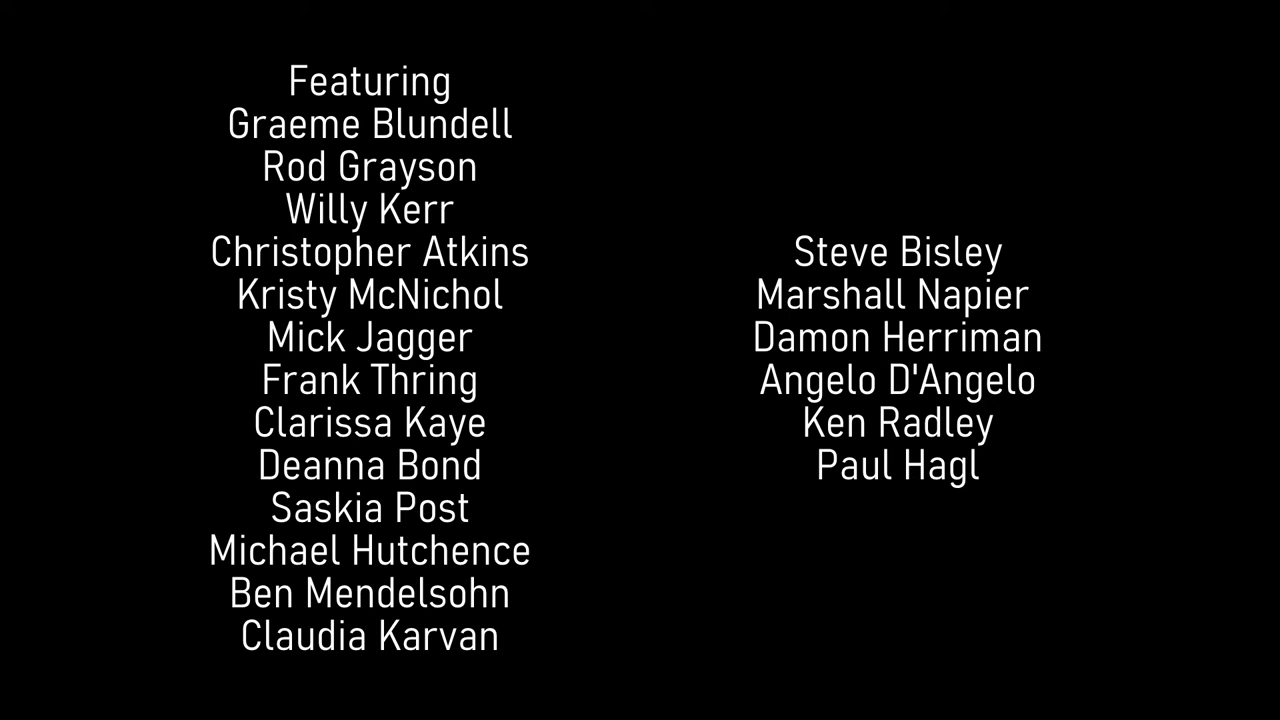 Featuring
Graeme Blundell
Rod Grayson
Willy Kerr
Christopher Atkins
Kristy McNichol
Mick Jagger
Frank Thring
Clarissa Kaye
Deanna Bond
Saskia Post
Michael Hutchence
Ben Mendelsohn
Claudia Karvan
Steve Bisley
Marshall Napier
Damon Herriman
Angelo D'Angelo
Ken Radley
Paul Hagl